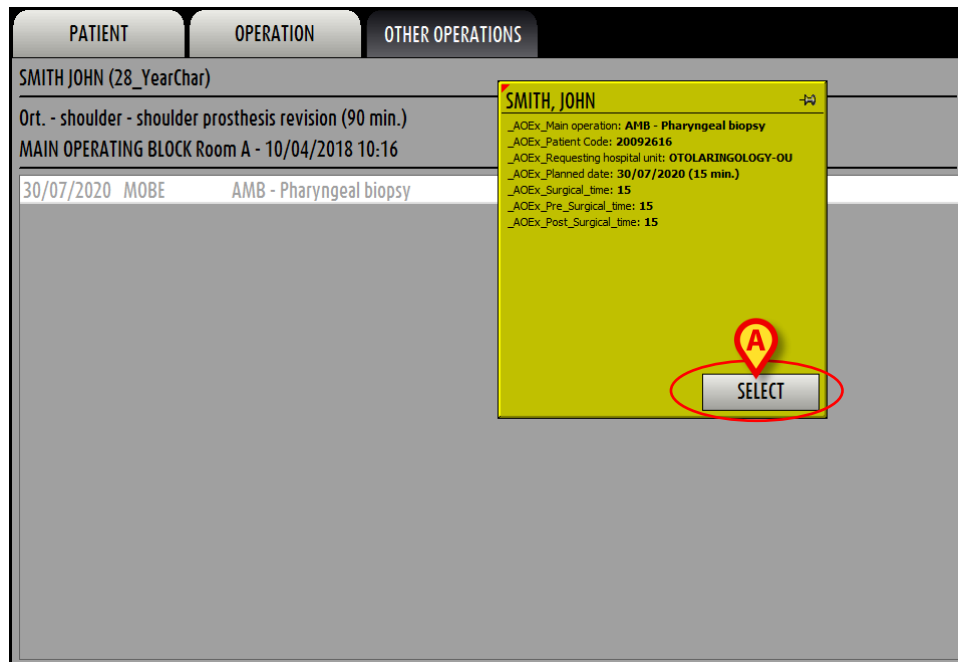 PATIENT
OPERATION
OTHER OPERATIONS
SMITH JOHN (28_YearChar)
Ort. - shoulder - shoulder prosthesis revision (90 min.)
MAIN OPERATING BLOCK Room A - 10/04/2018 10:16
30/07/2020 MOBE AMB - Pharyngeal biopsy
SMITH, JOHN
_AOEx_Main operation: AMB - Pharyngeal biopsy
_AOEx_Patient Code: 20092616
_AOEx_Requesting hospital unit: OTOLARINGOLOGY-OU
_AOEx_Planned date: 30/07/2020 (15 min.)
_AOEx_Surgical_time: 15
_AOEx_Pre_Surgical_time: 15
_AOEx_Post_Surgical_time: 15
A
SELECT